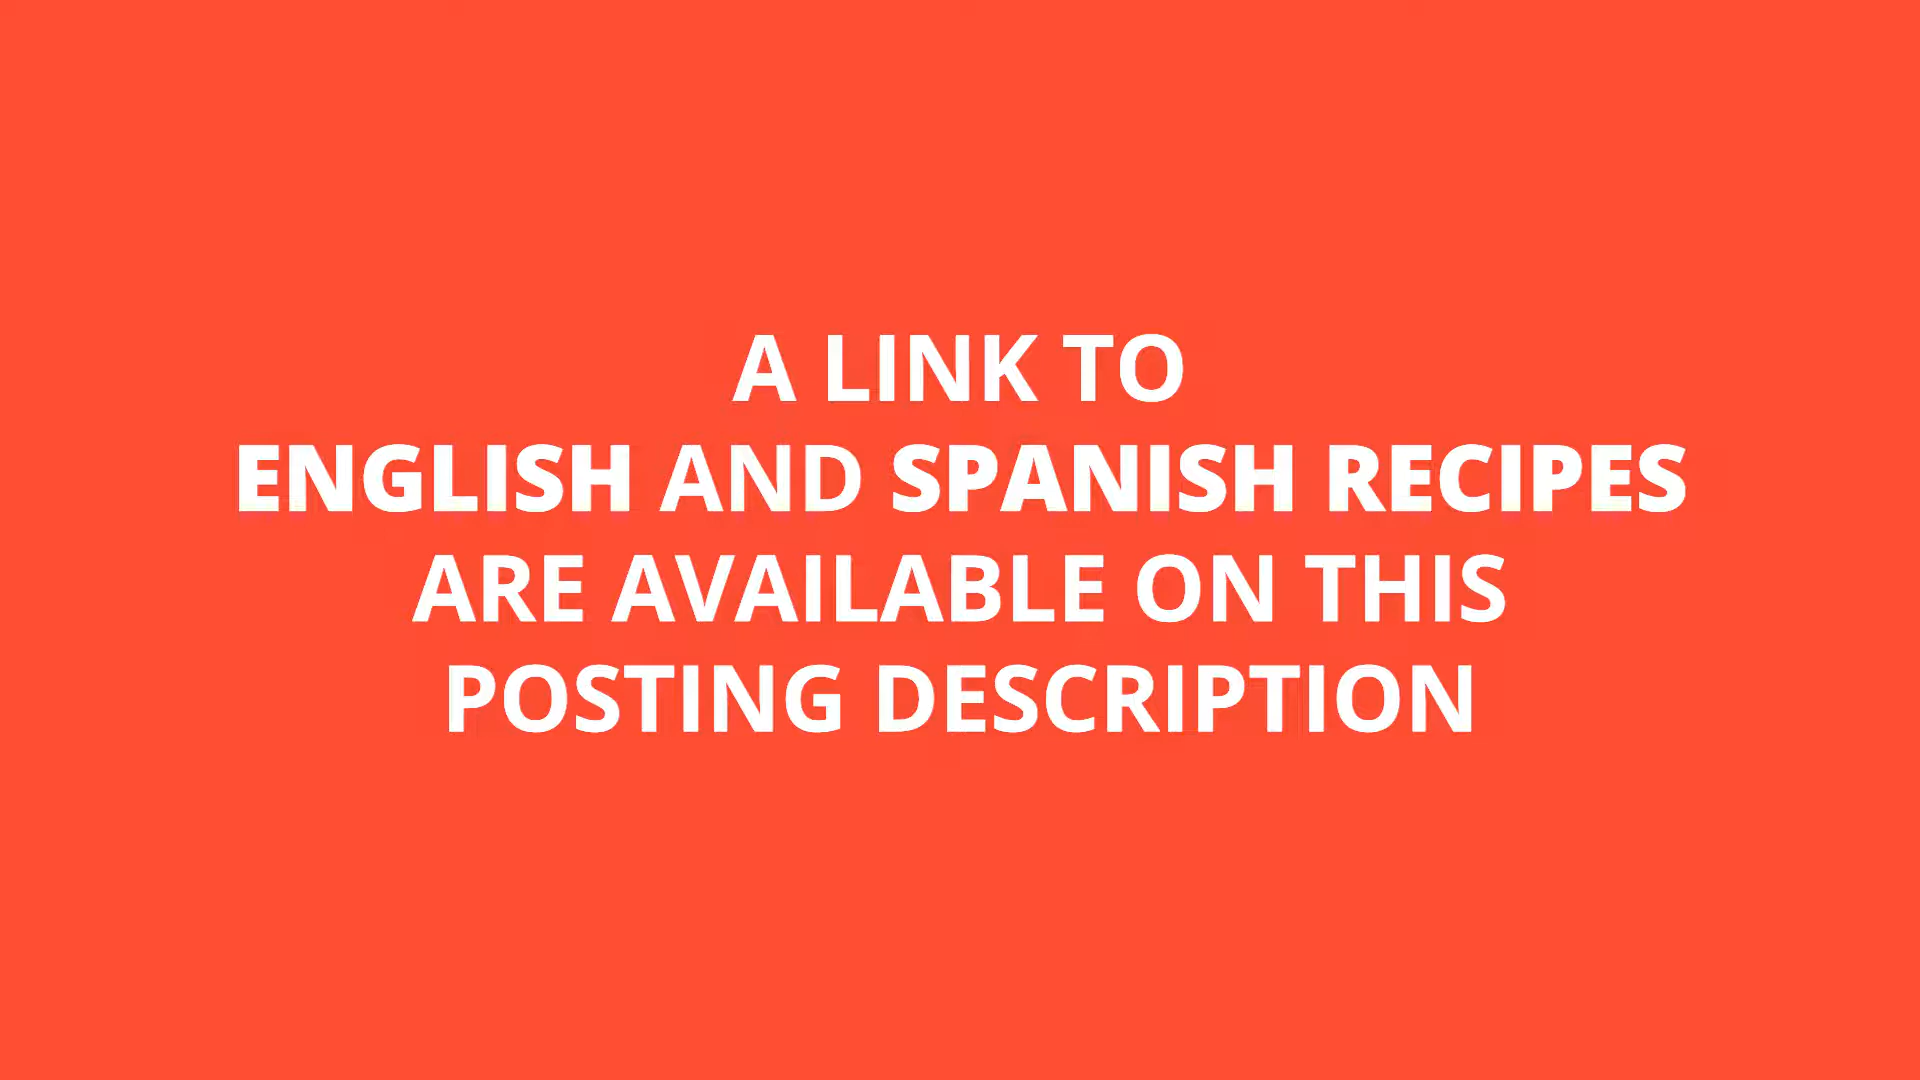 A LINK TO
ENGLISH AND SPANISH RECIPES
ARE AVAILABLE ON THIS
POSTING DESCRIPTION